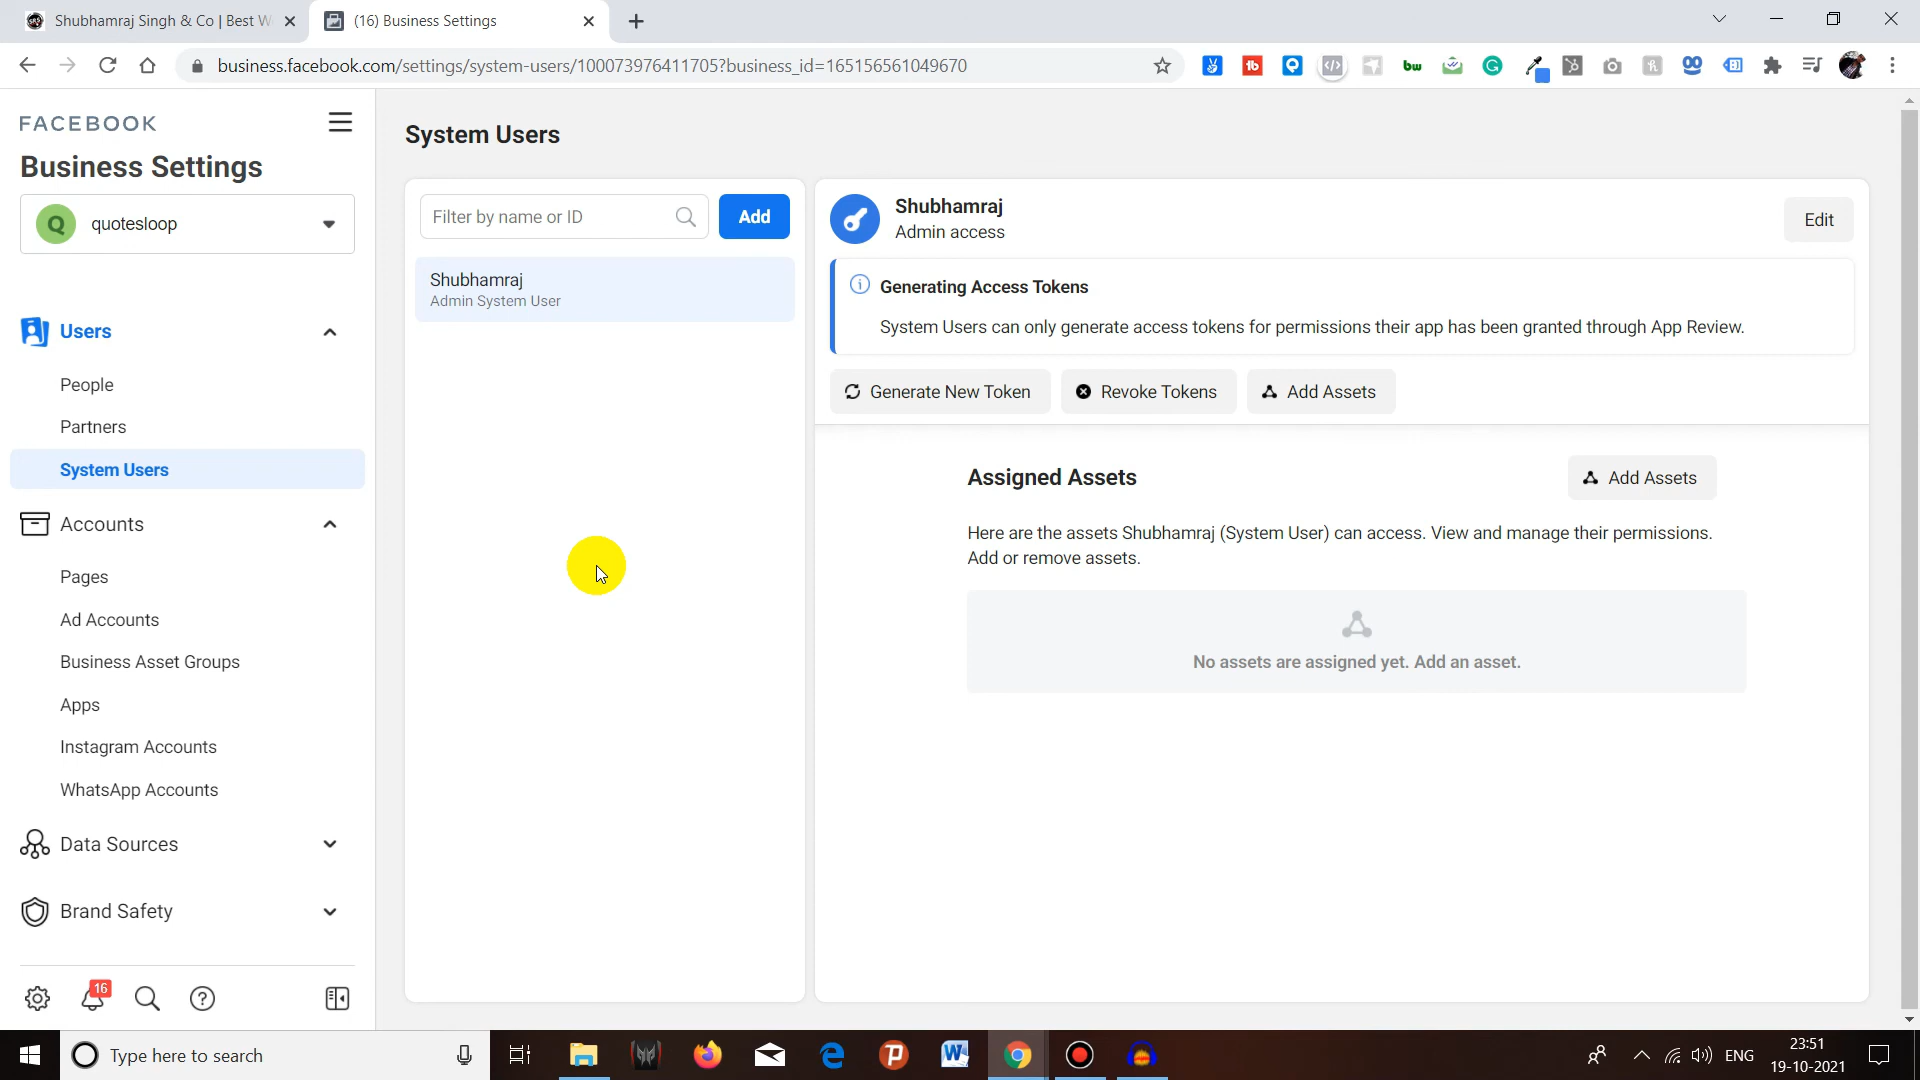 Shubhamraj Singh & Co | Best W
(16) Business Settings
business.facebook.com/settings/system-users/100073976411705?business_id=165156561049670
FACEBOOK
Business Settings
Q quotesloop
Users
People
Partners
System Users
Accounts
Pages
Ad Accounts
Business Asset Groups
Apps
Instagram Accounts
WhatsApp Accounts
Data Sources
Brand Safety
16
System Users
Filter by name or ID
Add
Shubhamraj
Admin System User
Shubhamraj
Admin access
Edit
Generating Access Tokens
System Users can only generate access tokens for permissions their app has been granted through App Review.
Generate New Token
Revoke Tokens
Add Assets
Assigned Assets
Add Assets
Here are the assets Shubhamraj (System User) can access. View and manage their permissions.
Add or remove assets.
No assets are assigned yet. Add an asset.
Type here to search
ENG
23:51
19-10-2021